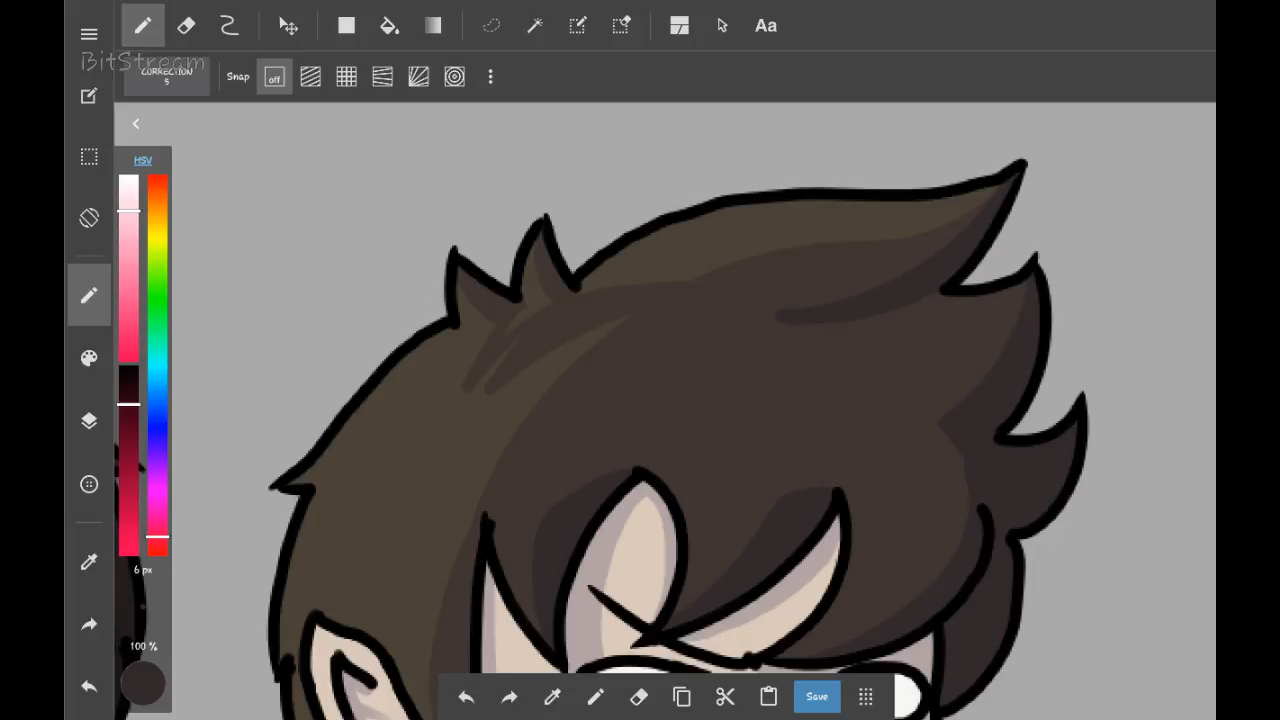 Aa
BitStream
CORRECTION
5
Snap
off
HSV
6 px
100 %
Save